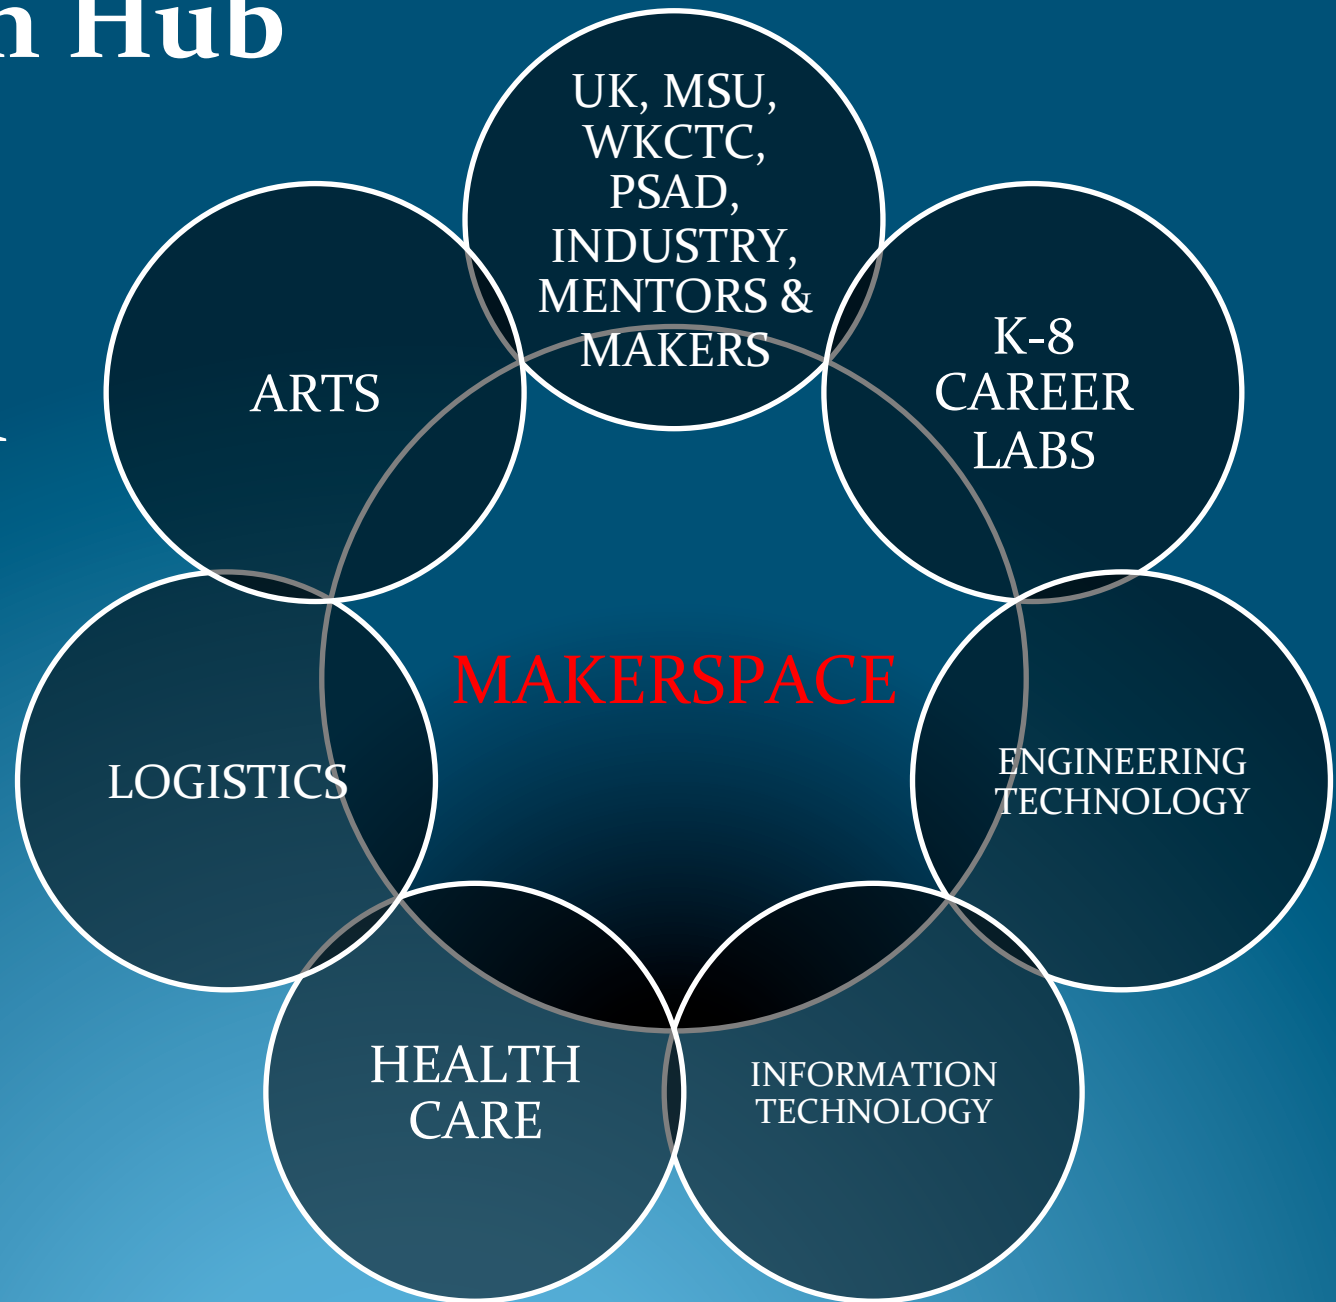 n Hub
UK, MSU,
WKCTC,
PSAD,
INDUSTRY,
MENTORS &
MAKERS
ARTS
K-8
CAREER
LABS
MAKERSPACE
LOGISTICS
ENGINEERING
TECHNOLOGY
HEALTH
CARE
INFORMATION
TECHNOLOGY